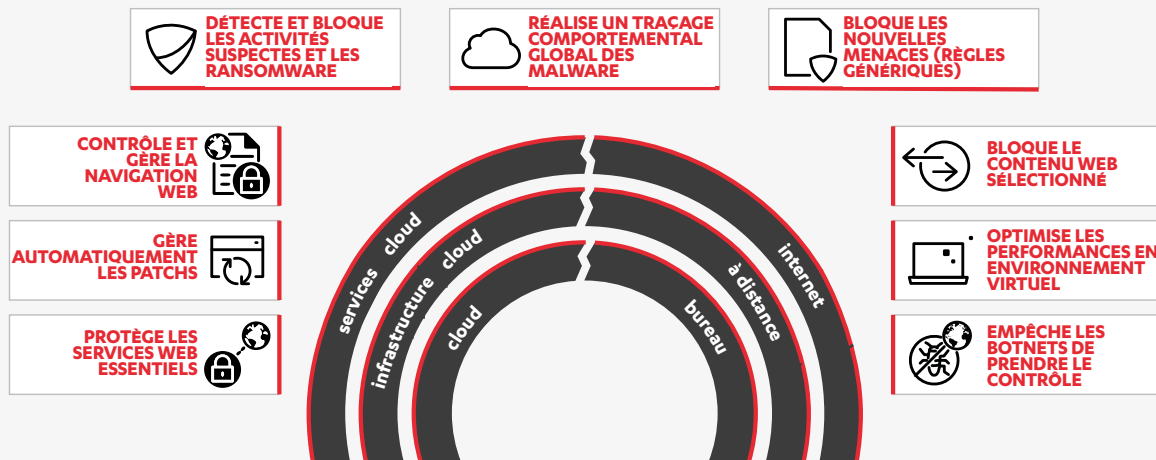 DÉTECTE ET BLOQUE
LES ACTIVITÉS
SUSPECTES ET LES
RANSOMWARE
RÉALISE UN TRAÇAGE
COMPORTEMENTAL
GLOBAL DES
MALWARE
BLOQUE LES
NOUVELLES
MENACES (RÈGLES
GÉNÉRIQUES)
CONTRÔLE ET
GÈRE LA
NAVIGATION
WEB
GÈRE
AUTOMATIQUEMENT
LES PATCHS
PROTÈGE LES
SERVICES WEB
ESSENTIELS
services cloud
infrastructure cloud
cloud
internet
à distance
bureau
BLOQUE LE
CONTENU WEB
SÉLECTIONNÉ
OPTIMISE LES
PERFORMANCES EN
ENVIRONNEMENT
VIRTUEL
EMPÊCHE LES
BOTNETS DE
PRENDRE LE
CONTRÔLE